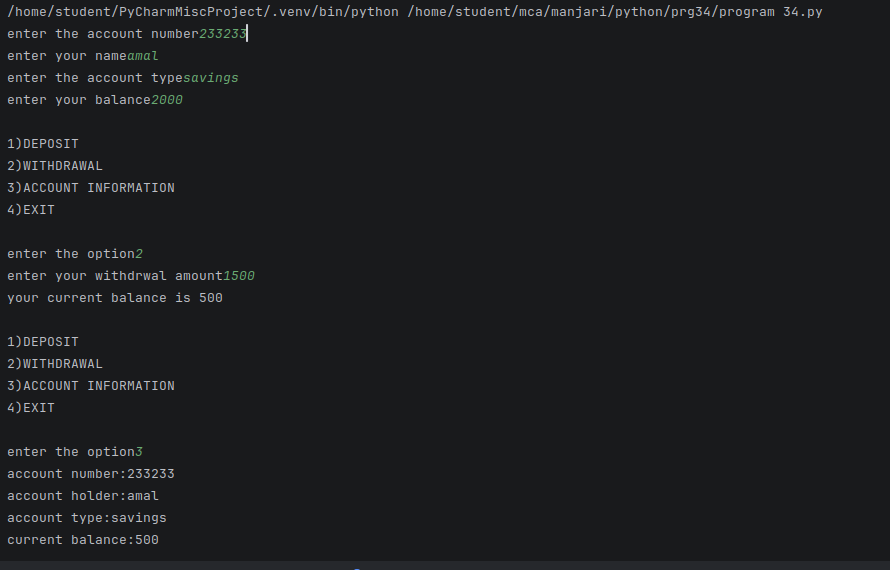 /home/student/PyCharmMiscProject/.venv/bin/python /home/student/mca/manjari/python/prg34/program 34.py
enter the account number233233
enter your nameamal
enter the account typesavings
enter your balance2000
1)DEPOSIT
2)WITHDRAWAL
3)ACCOUNT INFORMATION
4)EXIT
enter the option2
enter your withdrwal amount1500
your current balance is 500
1)DEPOSIT
2)WITHDRAWAL
3)ACCOUNT INFORMATION
4)EXIT
enter the option3
account number:233233
account holder:amal
account type:savings
current balance:500